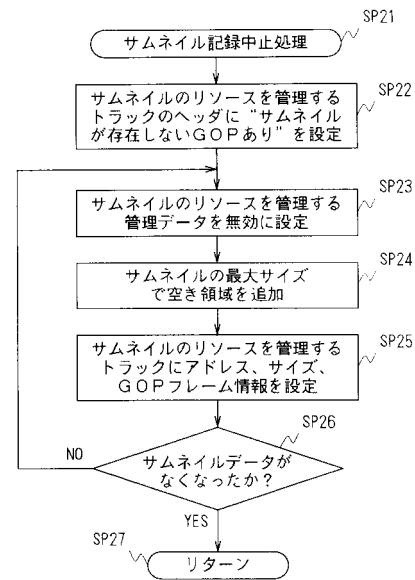 SP21
サムネイル記録中止処理
SP22
サムネイルのリソースを管理する
トラックのヘッダに“サムネイル
が存在しないGOPあり”を設定
SP23
サムネイルのリソースを管理する
管理データを無効に設定
SP24
サムネイルの最大サイズ
で空き領域を追加
SP25
サムネイルのリソースを管理する
トラックにアドレス、サイズ、
GOPフレーム情報を設定
SP26
NO
サムネイルデータが
なくなったか?
YES
SP27
リターン